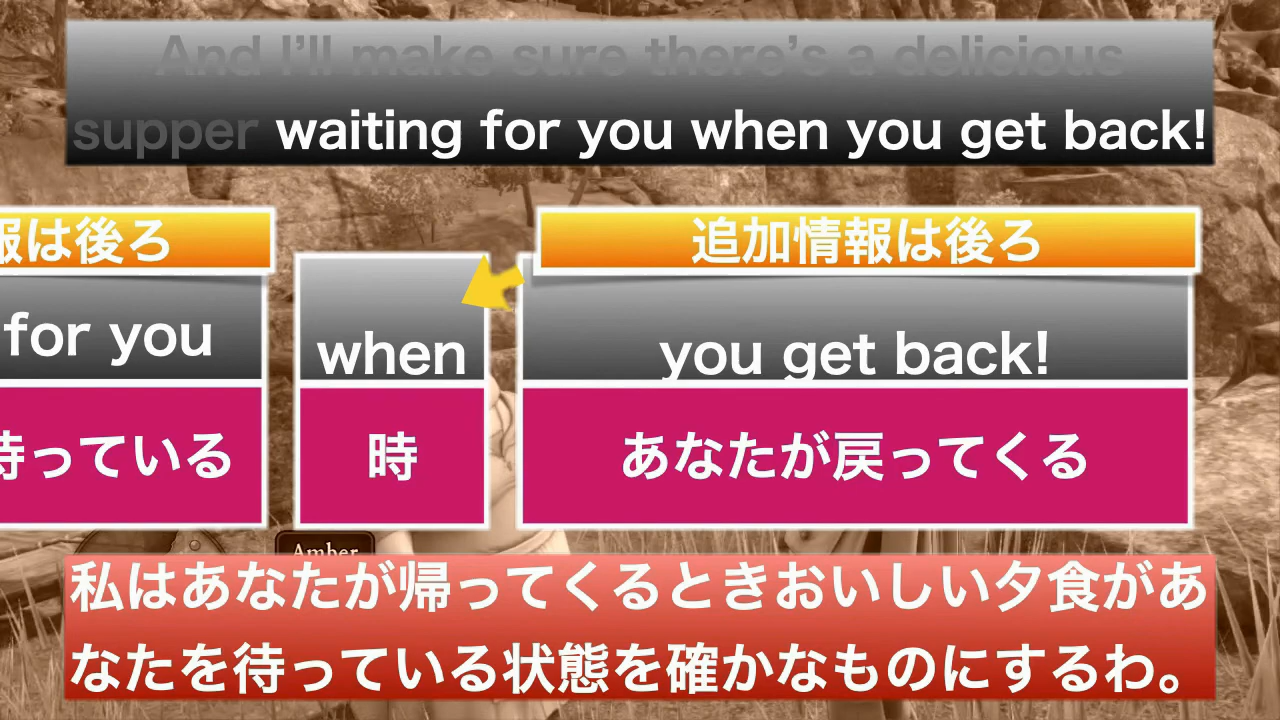 And I’ll make sure there’s a delicious
supper waiting for you when you get back!
報は後ろ
追加情報は後ろ
for you
when
you get back!
待っている
時
あなたが戻ってくる
Amber
私はあなたが帰ってくるときおいしい夕食があ
なたを待っている状態を確かなものにするわ。